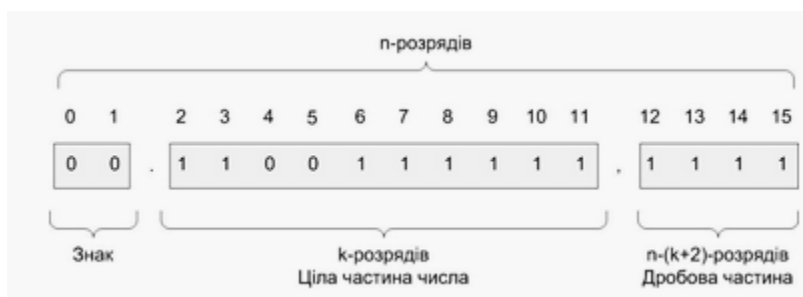 n-розрядів
0 1 2 3 4 5 6 7 8 9 10 11 12 13 14 15
0 0 . 1 1 0 0 1 1 1 1 1 1 , 1 1 1 1
Знак k-розрядів n-(k+2)-розрядів
Ціла частина числа Дробова частина